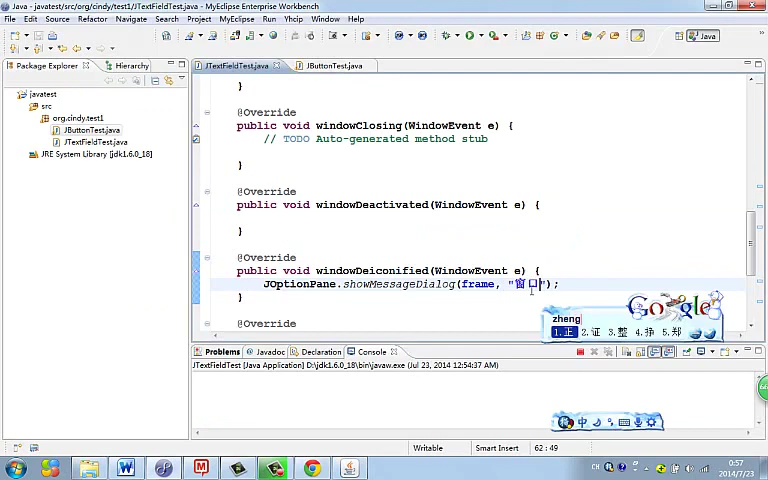 Java - javatest/src/org/cindy/test1/JTextFieldTest.java - MyEclipse Enterprise Workbench
File Edit Source Refactor Navigate Search Project MyEclipse Run Ycip Window Help
Java
Package Explorer
Hierarchy
JTextFieldTest.java
JButtonTest.java
javatest
src
org.cindy.test1
JButtonTest.java
JTextFieldTest.java
JRE System Library [jdk1.6.0_18]
}
@Override
public void windowClosing(WindowEvent e) {
// TODO Auto-generated method stub
}
@Override
public void windowDeactivated(WindowEvent e) {
}
@Override
public void windowDeiconified(WindowEvent e) {
JOptionPane.showMessageDialog(frame, "窗口");
}
@Override
Google
zheng
1.正 2.证 3.整 4.挣 5.郑
Problems Javadoc Declaration Console
JTextFieldTest [Java Application] D:\jdk1.6.0_18\bin\javaw.exe (Jul 23, 2014 12:54:37 AM)
中
Writable Smart Insert 62 : 49
CH
0:57
2014/7/23